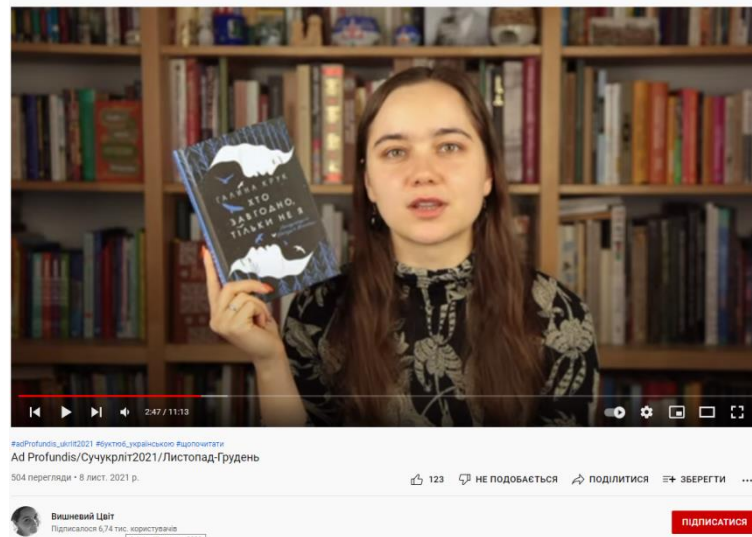 ГАЛИНА КРУК
ХТО
ЗАВГОДНО,
ТІЛЬКИ НЕ Я
2:47 / 11:13
#adProfundis_ukrlit2021 #буктюб_українською #щопочитати
Ad Profundis/Сучукрліт2021/Листопад-Грудень
504 перегляди • 8 лист. 2021 р.
123 НЕ ПОДОБАЄТЬСЯ ПОДІЛИТИСЯ ЗБЕРЕГТИ
Вишневий Цвіт
Підписалося 6,74 тис. користувачів
ПІДПИСАТИСЯ